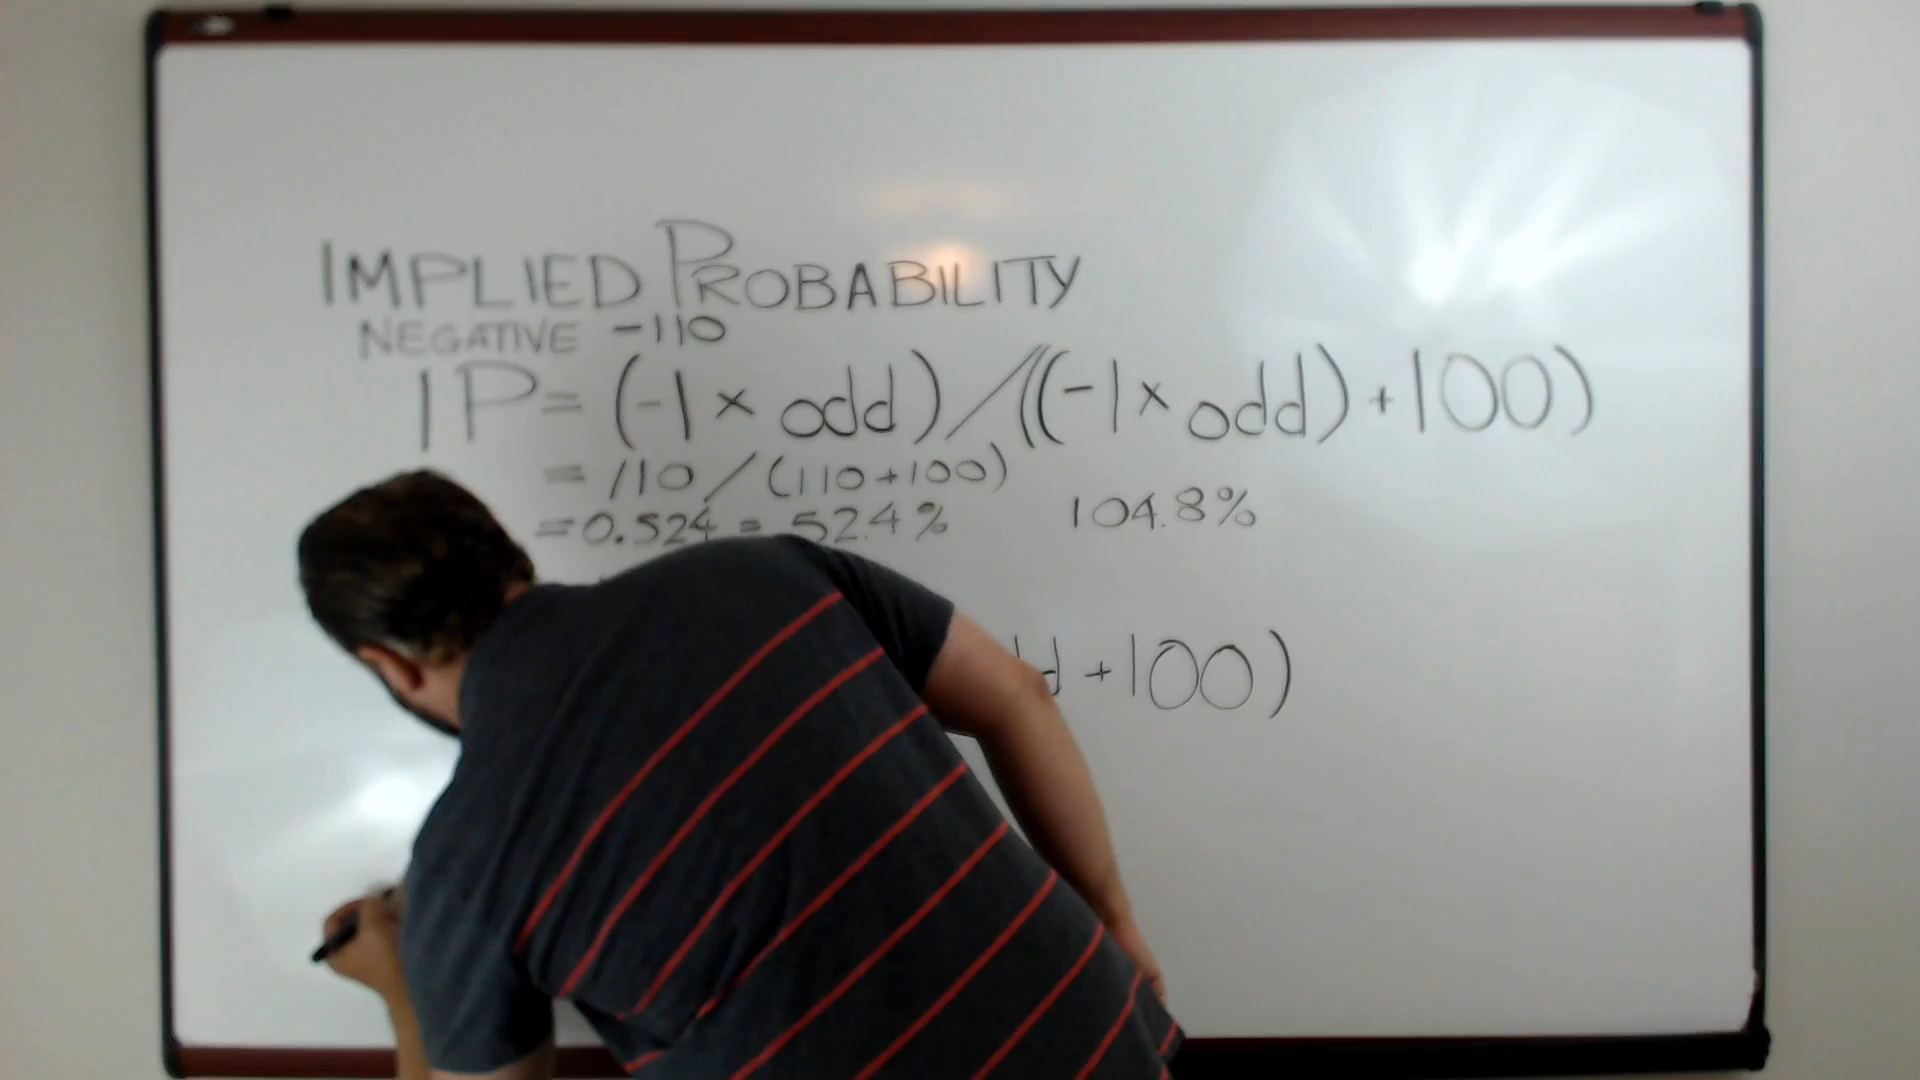 IMPLIED PROBABILITY
NEGATIVE -110
IP = (-1 x odd) / ((-1 x odd) + 100)
= 110 / (110+100)
= 0.524 = 52.4% 104.8%
+ 100)